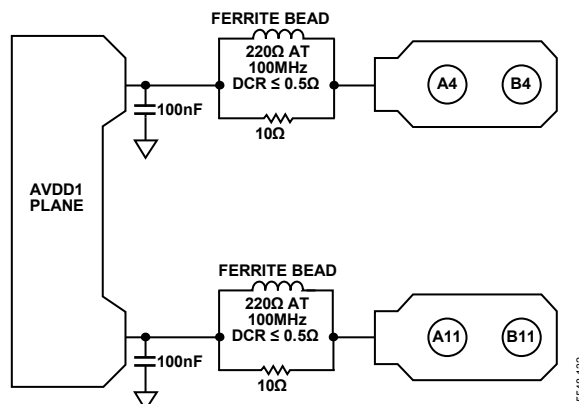 FERRITE BEAD
220Ω AT
100MHz
DCR ≤ 0.5Ω
10Ω
100nF
A4
B4
AVDD1
PLANE
FERRITE BEAD
220Ω AT
100MHz
DCR ≤ 0.5Ω
10Ω
100nF
A11
B11